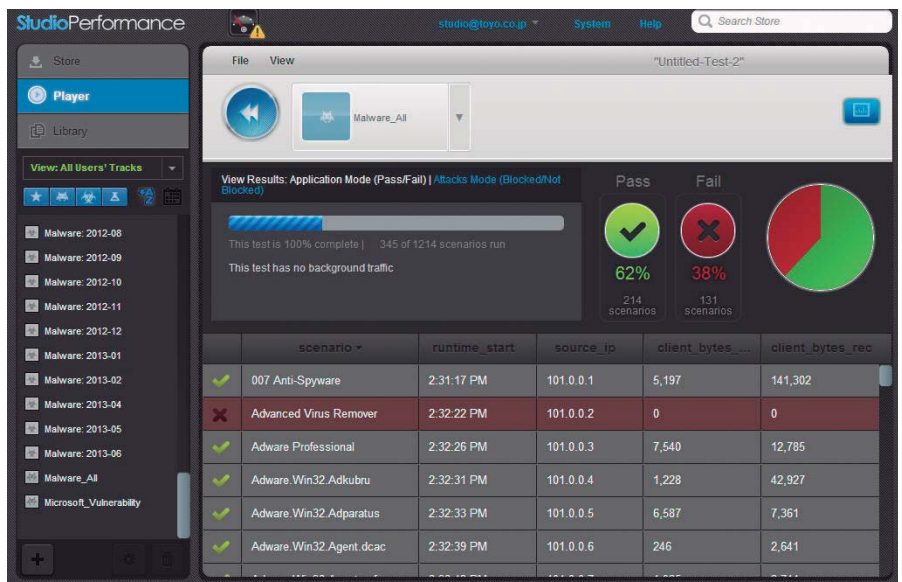 StudioPerformance
studio@toyo.co.jp System Help Search Store
Store
Player
Library
View: All Users' Tracks
Malware: 2012-08
Malware: 2012-09
Malware: 2012-10
Malware: 2012-11
Malware: 2012-12
Malware: 2013-01
Malware: 2013-02
Malware: 2013-04
Malware: 2013-05
Malware: 2013-06
Malware_All
Microsoft_Vulnerability
File View "Untitled-Test-2"
Malware_All
View Results: Application Mode (Pass/Fail) | Attacks Mode (Blocked/Not
Blocked)
This test is 100% complete | 345 of 1214 scenarios run
This test has no background traffic
Pass Fail
62% 38%
214 131
scenarios scenarios
scenario runtime_start source_ip client_bytes_... client_bytes_rec
007 Anti-Spyware 2:31:17 PM 101.0.0.1 5,197 141,302
Advanced Virus Remover 2:32:22 PM 101.0.0.2 0 0
Adware Professional 2:32:26 PM 101.0.0.3 7,540 12,785
Adware.Win32.Adkubru 2:32:31 PM 101.0.0.4 1,228 42,927
Adware.Win32.Adparatus 2:32:33 PM 101.0.0.5 6,587 7,361
Adware.Win32.Agent.dcac 2:32:39 PM 101.0.0.6 246 2,641